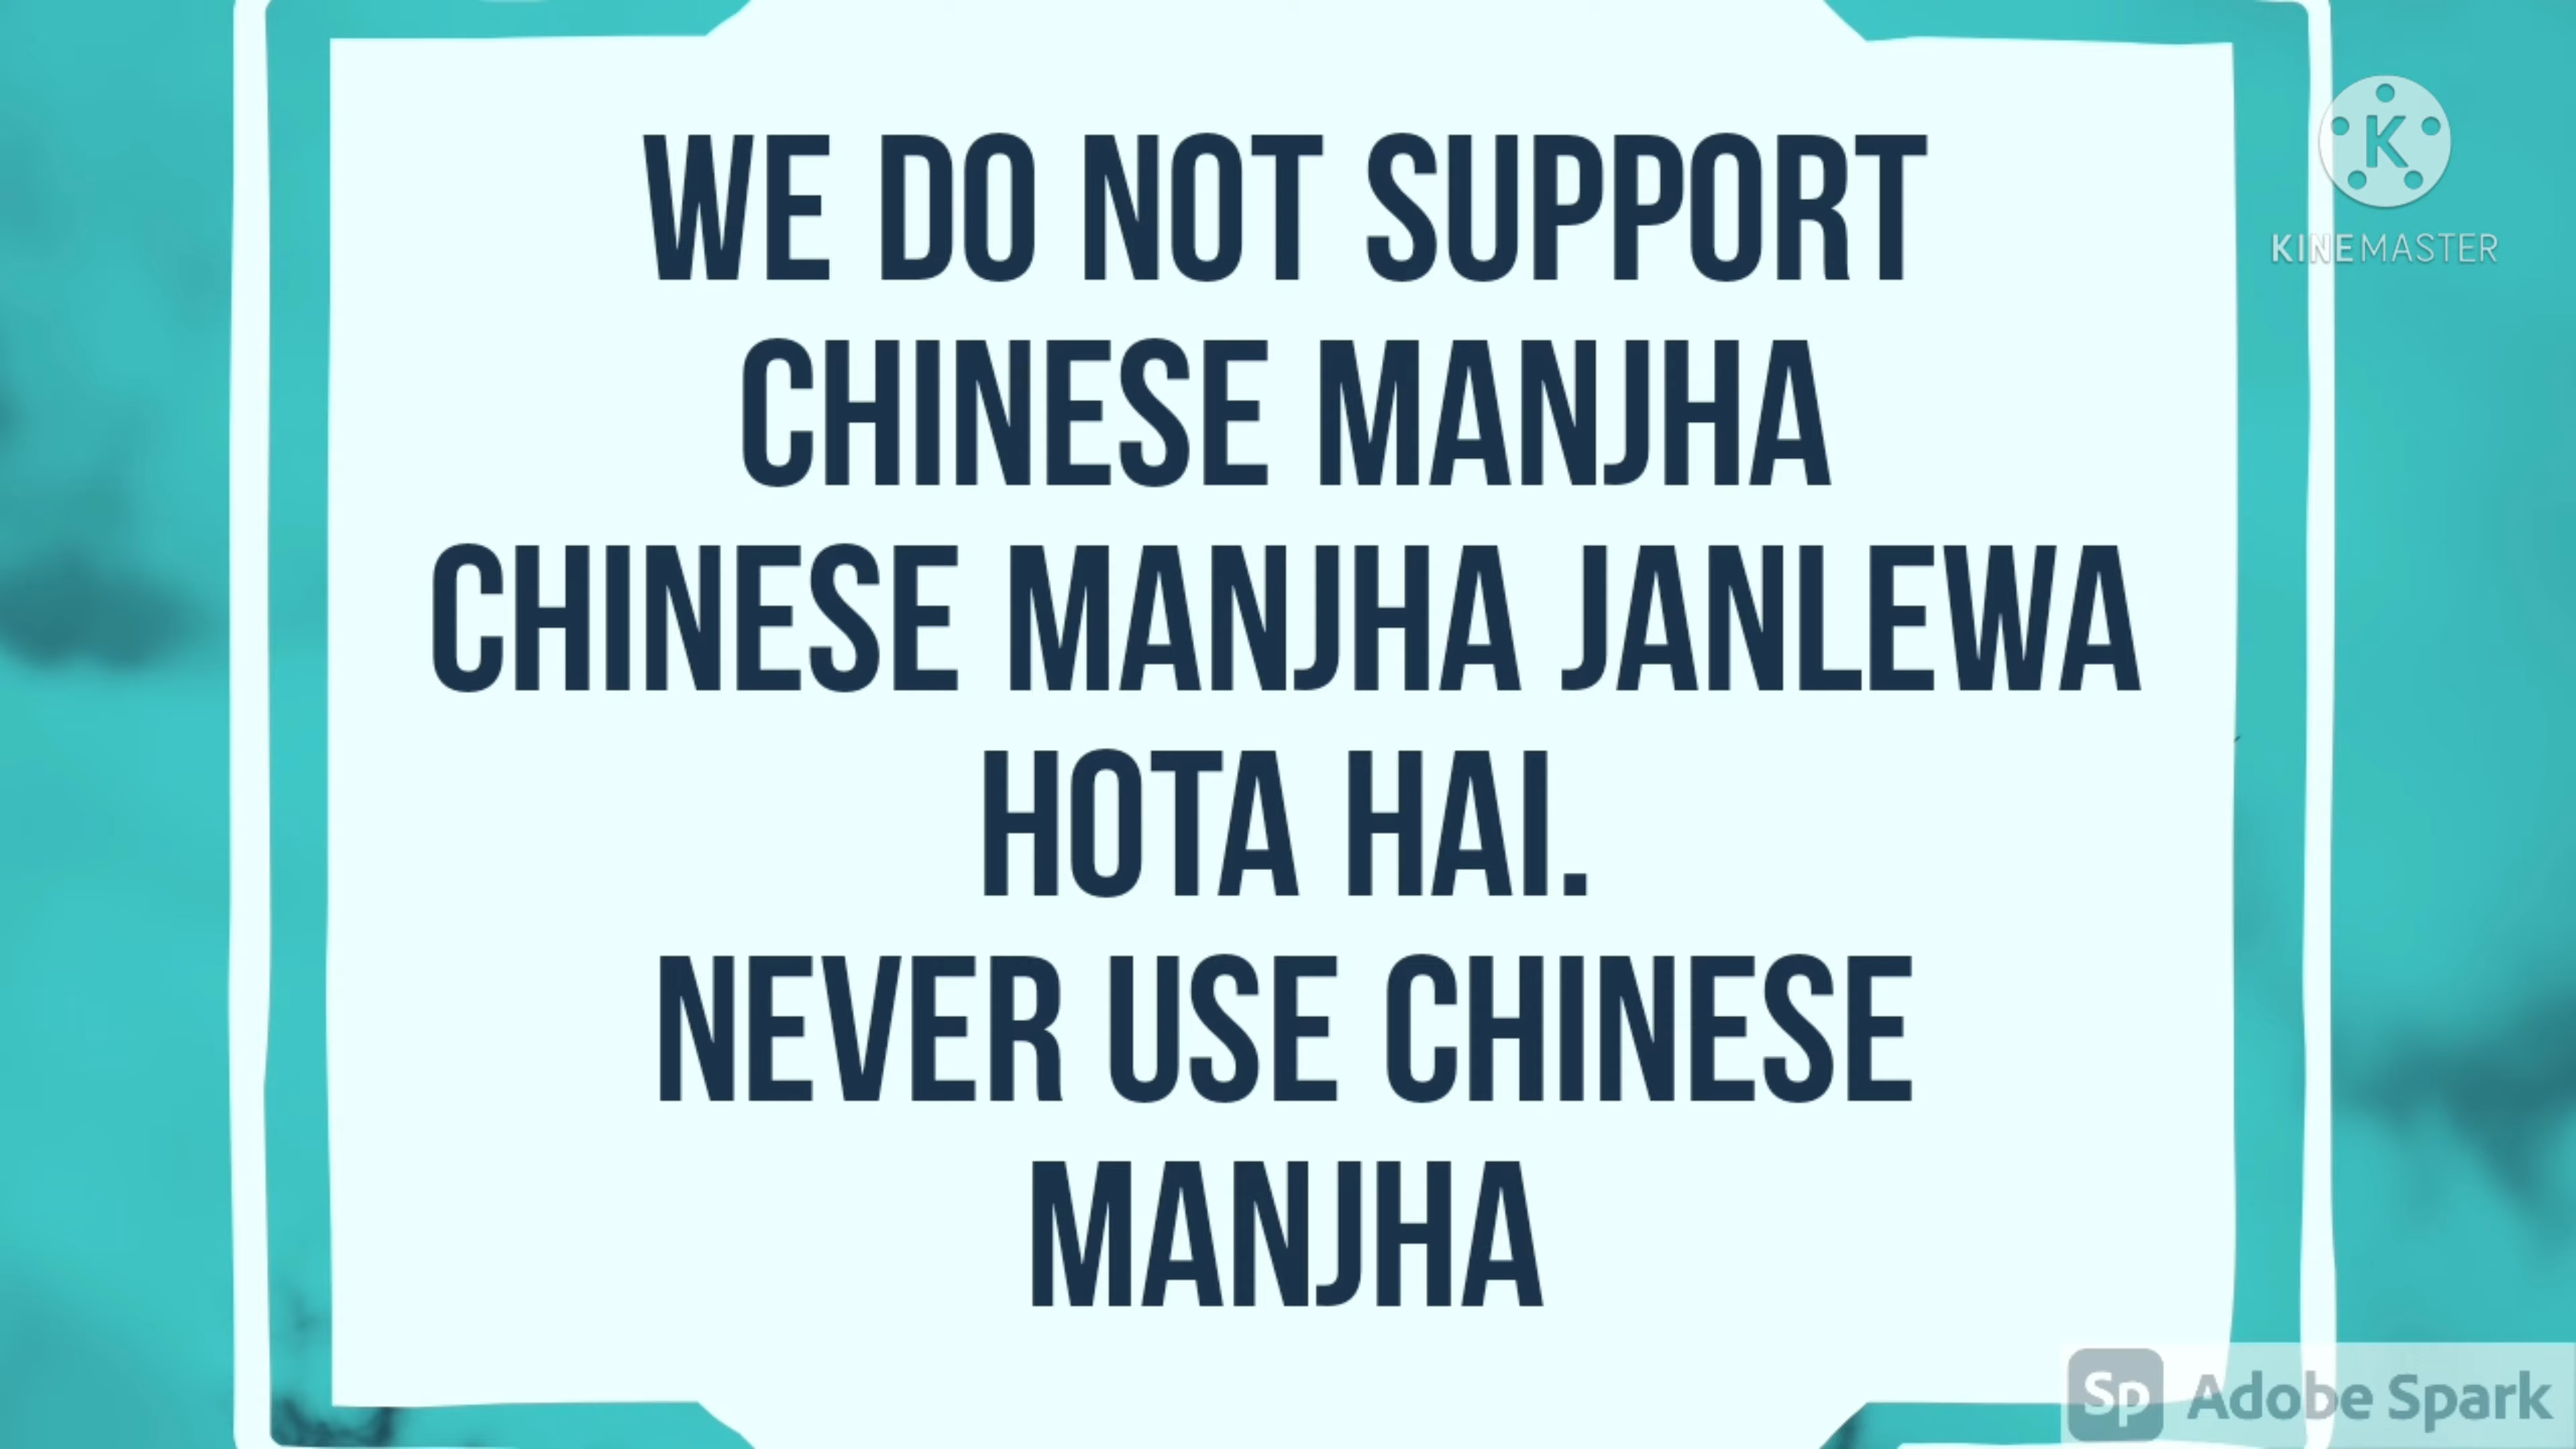 WE DO NOT SUPPORT
CHINESE MANJHA
CHINESE MANJHA JANLEWA
HOTA HAI.
NEVER USE CHINESE
MANJHA
K
KINEMASTER
Sp Adobe Spark